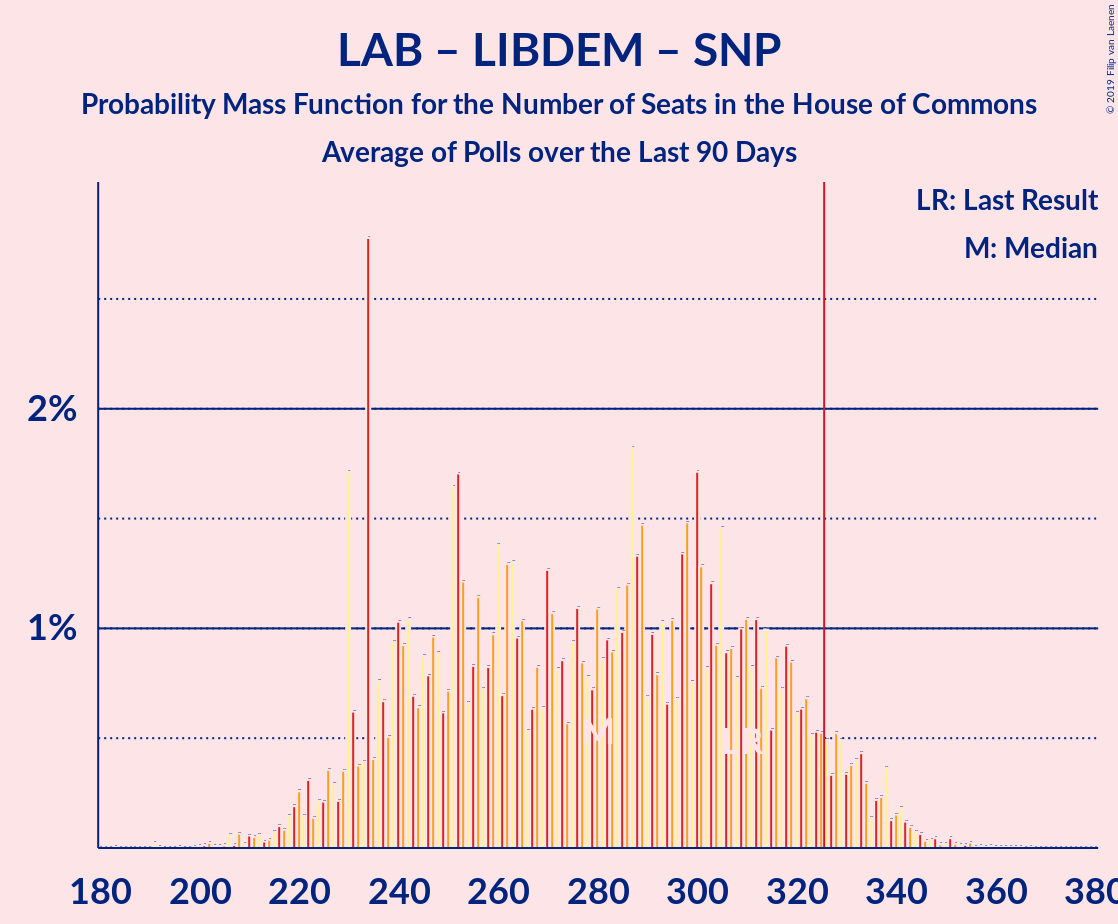 LAB – LIBDEM – SNP
Probability Mass Function for the Number of Seats in the House of Commons
Average of Polls over the Last 90 Days
© 2019 Filip van Laenen
LR: Last Result
M: Median
2%
1%
M
LR
180 200 220 240 260 280 300 320 340 360 380